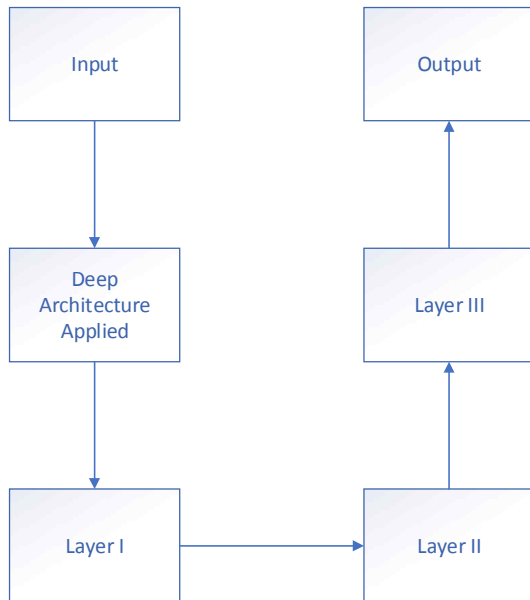 Input
Output
Deep
Architecture
Applied
Layer III
Layer I
Layer II